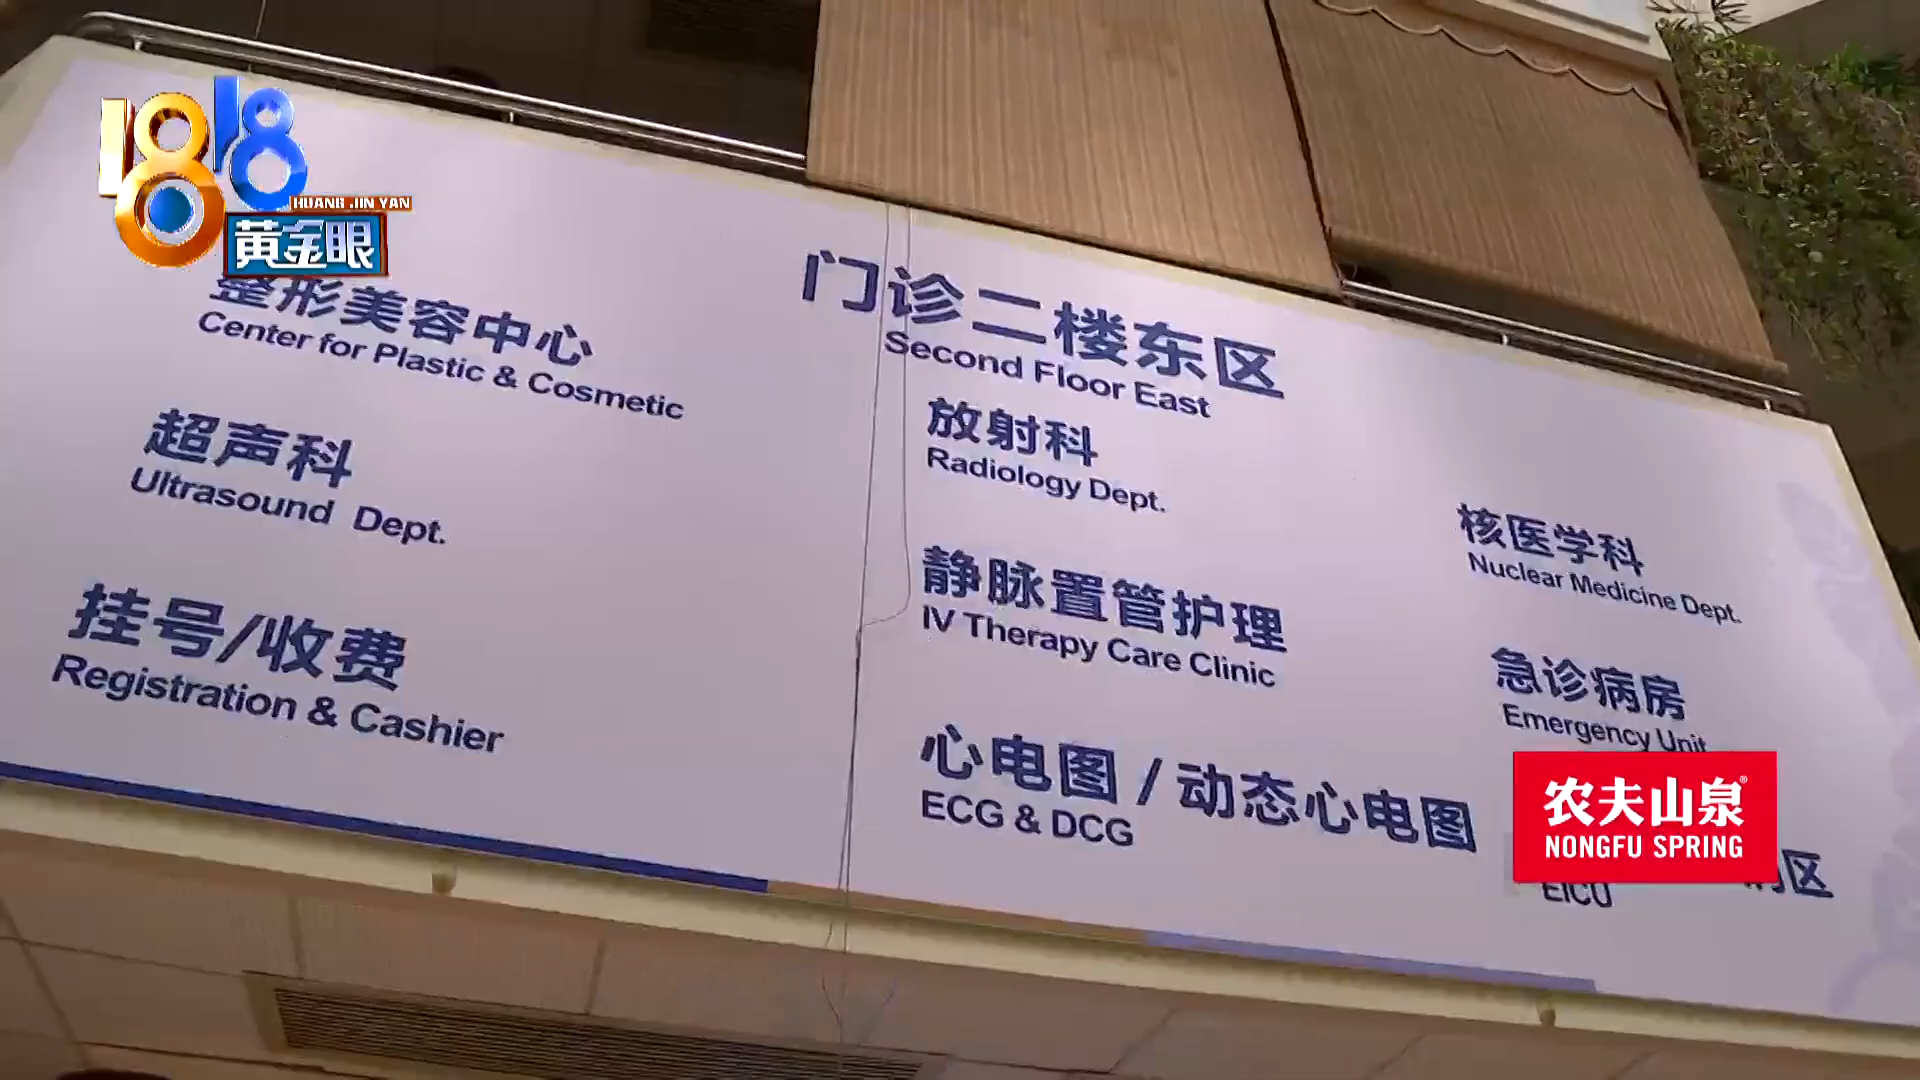 1818
HUANG JIN YAN
黄金眼
整形美容中心
Center for Plastic & Cosmetic
超声科
Ultrasound Dept.
挂号/收费
Registration & Cashier
门诊二楼东区
Second Floor East
放射科
Radiology Dept.
静脉置管护理
IV Therapy Care Clinic
心电图/动态心电图
ECG & DCG
核医学科
Nuclear Medicine Dept.
急诊病房
Emergency Unit
区
EICU
农夫山泉®
NONGFU SPRING